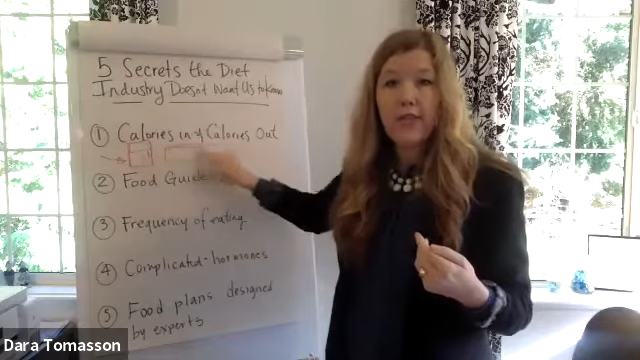 5 Secrets the Diet
Industry Doesn't Want Us to Know
① Calories in & Calories Out
② Food Guide
③ Frequency of eating
④ Complicated-hormones
⑤ Food plans designed
by experts
Dara Tomasson